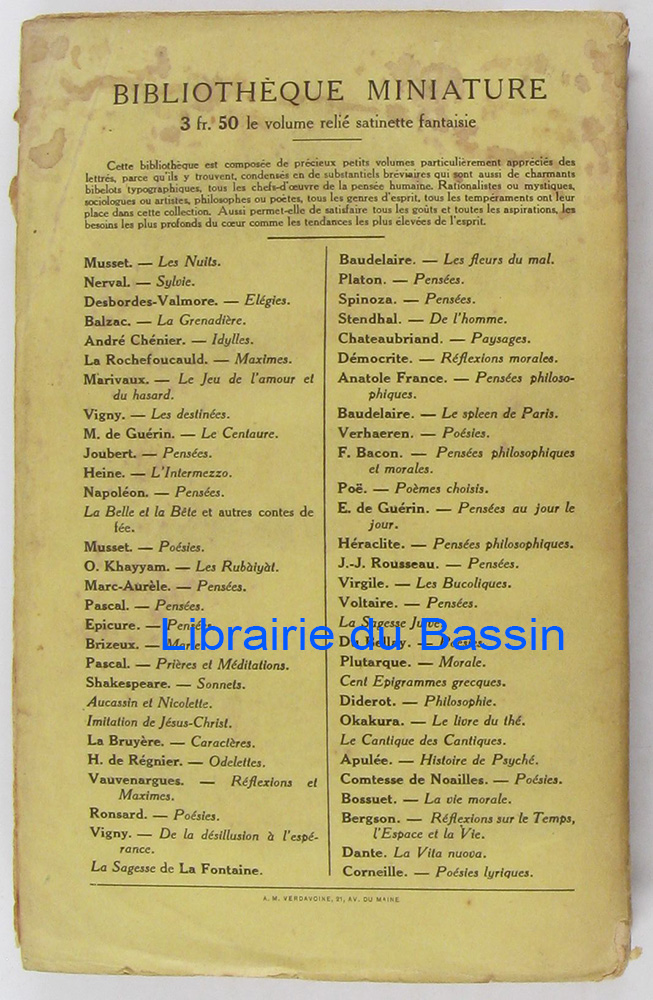 BIBLIOTHÈQUE MINIATURE
3 fr. 50 le volume relié satinette fantaisie
Cette bibliothèque est composée de précieux petits volumes particulièrement appréciés des
lettrés, parce qu'ils y trouvent, condensés en de substantiels bréviaires qui sont aussi de charmants
bibelots typographiques, tous les chefs-d'œuvre de la pensée humaine. Rationalistes ou mystiques,
sociologues ou artistes, philosophes ou poètes, tous les genres d'esprit, tous les tempéraments ont leur
place dans cette collection. Aussi permet-elle de satisfaire tous les goûts et toutes les aspirations, les
besoins les plus profonds du cœur comme les tendances les plus élevées de l'esprit.
Musset. — Les Nuits.
Nerval. — Sylvie.
Desbordes-Valmore. — Elégies.
Balzac. — La Grenadière.
André Chénier. — Idylles.
La Rochefoucauld. — Maximes.
Marivaux. — Le Jeu de l'amour et
du hasard.
Vigny. — Les destinées.
M. de Guérin. — Le Centaure.
Joubert. — Pensées.
Heine. — L'Intermezzo.
Napoléon. — Pensées.
La Belle et la Bête et autres contes de
fée.
Musset. — Poésies.
O. Khayyam. — Les Rubàiyàt.
Marc-Aurèle. — Pensées.
Pascal. — Pensées.
Epicure. — Pensées.
Brizeux. — Marie.
Pascal. — Prières et Méditations.
Shakespeare. — Sonnets.
Aucassin et Nicolette.
Imitation de Jésus-Christ.
La Bruyère. — Caractères.
H. de Régnier. — Odelettes.
Vauvenargues. — Réflexions et
Maximes.
Ronsard. — Poésies.
Vigny. — De la désillusion à l'espé-
rance.
La Sagesse de La Fontaine.
Baudelaire. — Les fleurs du mal.
Platon. — Pensées.
Spinoza. — Pensées.
Stendhal. — De l'homme.
Chateaubriand. — Paysages.
Démocrite. — Réflexions morales.
Anatole France. — Pensées philoso-
phiques.
Baudelaire. — Le spleen de Paris.
Verhaeren. — Poésies.
F. Bacon. — Pensées philosophiques
et morales.
Poë. — Poèmes choisis.
E. de Guérin. — Pensées au jour le
jour.
Héraclite. — Pensées philosophiques.
J.-J. Rousseau. — Pensées.
Virgile. — Les Bucoliques.
Voltaire. — Pensées.
La Sagesse Juive.
Du Bellay. — Poésies.
Plutarque. — Morale.
Cent Epigrammes grecques.
Diderot. — Philosophie.
Okakura. — Le livre du thé.
Le Cantique des Cantiques.
Apulée. — Histoire de Psyché.
Comtesse de Noailles. — Poésies.
Bossuet. — La vie morale.
Bergson. — Réflexions sur le Temps,
l'Espace et la Vie.
Dante. La Vita nuova.
Corneille. — Poésies lyriques.
Librairie du Bassin
A. M. VERDAVOINE, 21, AV. DU MAINE